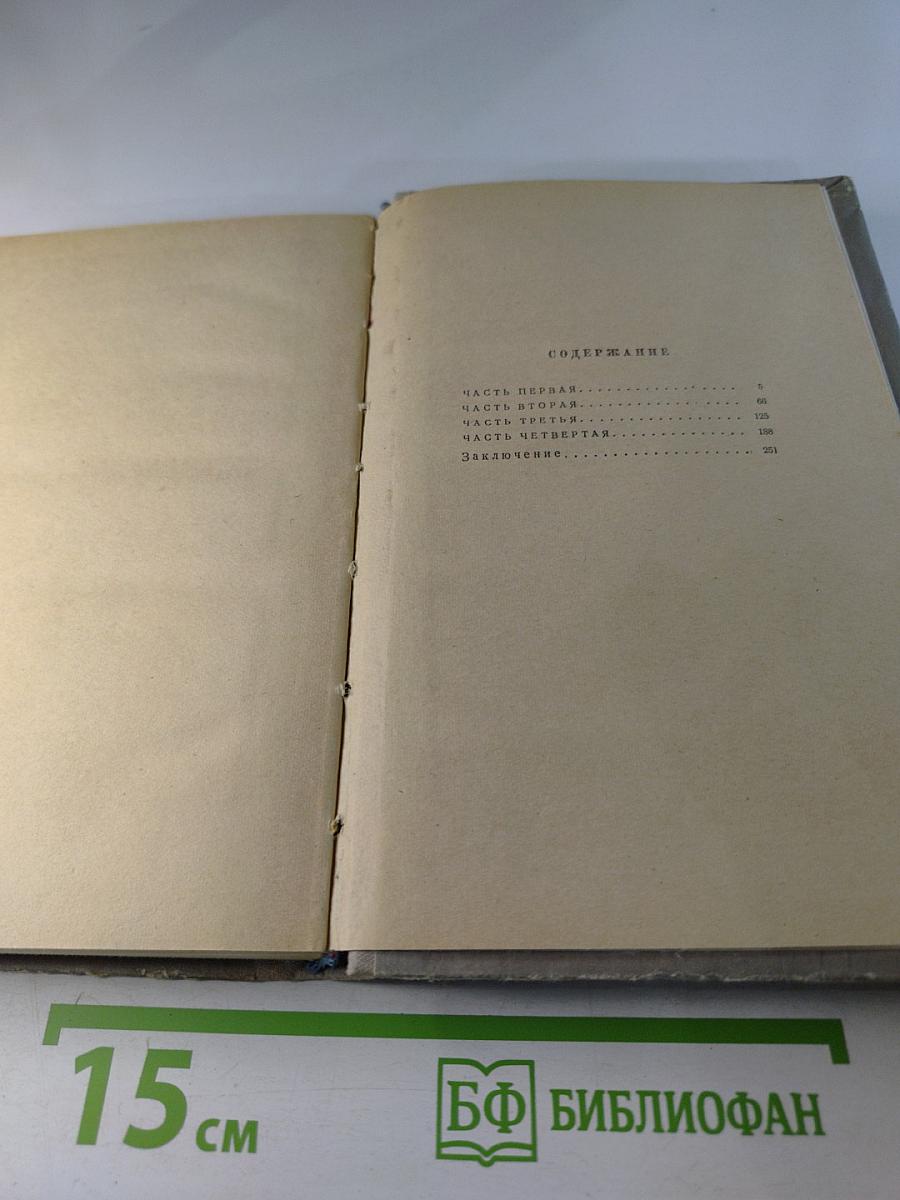 СОДЕРЖАНИЕ
ЧАСТЬ ПЕРВАЯ. . . . . . . . . . . . . . . . . 5
ЧАСТЬ ВТОРАЯ. . . . . . . . . . . . . . . . . 66
ЧАСТЬ ТРЕТЬЯ. . . . . . . . . . . . . . . . . 125
ЧАСТЬ ЧЕТВЕРТАЯ. . . . . . . . . . . . . . 188
Заключение. . . . . . . . . . . . . . . . . . . . 251
15 см
БФ БИБЛИОФАН